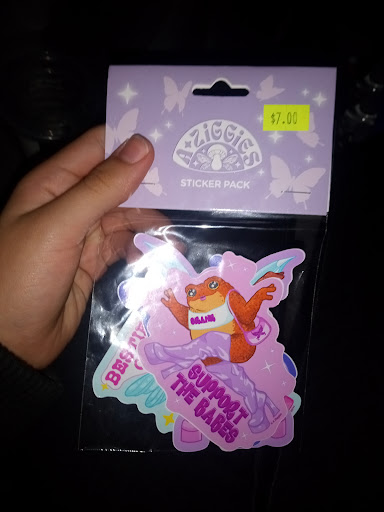 $7.00
A•ZIGGIES
STICKER PACK
SUPPORT
THE BABES